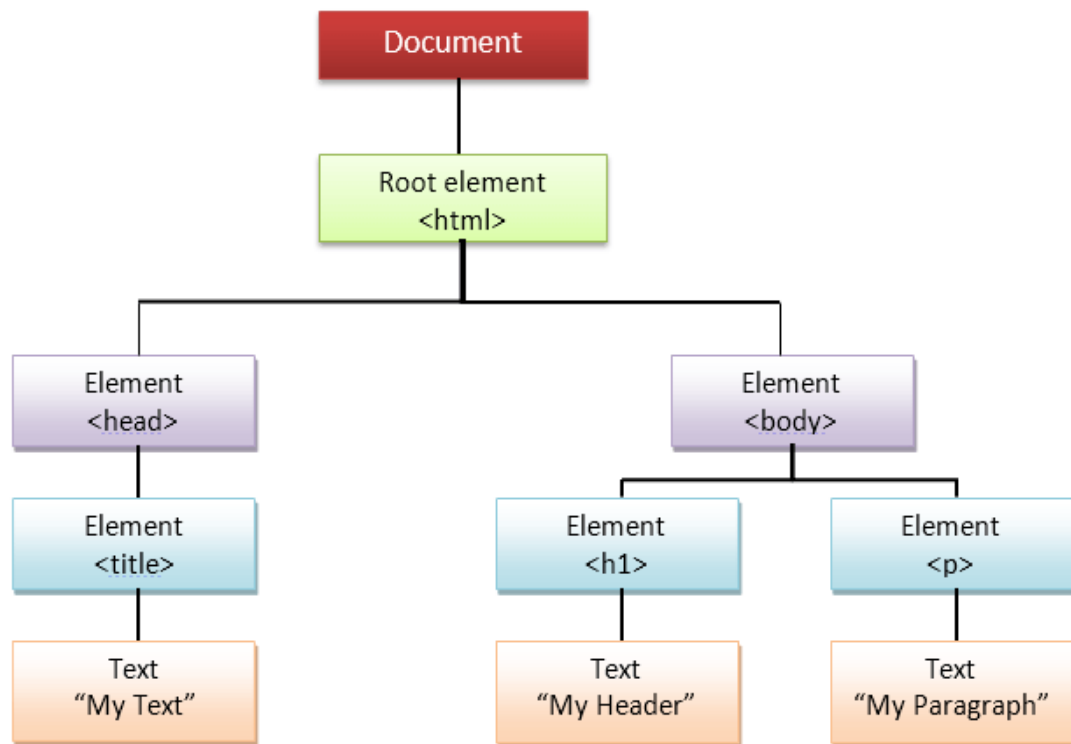 Document
Root element
<html>
Element
<head>
Element
<body>
Element
<title>
Element
<h1>
Element
<p>
Text
“My Text”
Text
“My Header”
Text
“My Paragraph”